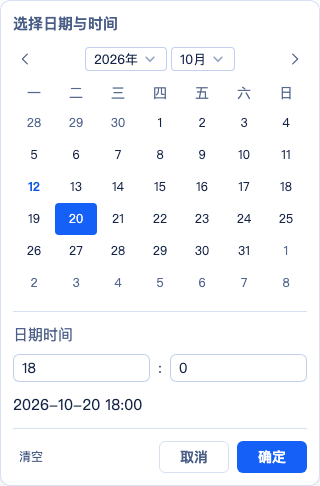 选择日期与时间
2026年 10月
一 二 三 四 五 六 日
28 29 30 1 2 3 4
5 6 7 8 9 10 11
12 13 14 15 16 17 18
19 20 21 22 23 24 25
26 27 28 29 30 31 1
2 3 4 5 6 7 8
日期时间
18 : 0
2026-10-20 18:00
清空 取消 确定